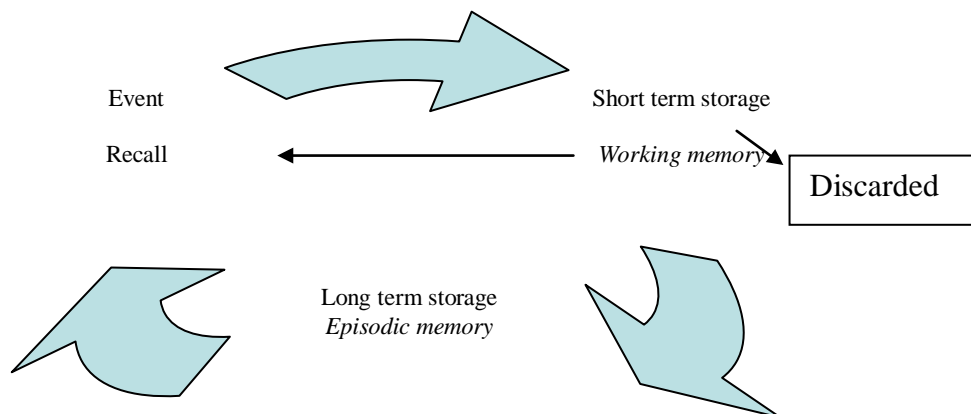 Event
Short term storage
Recall
Working memory
Discarded
Long term storage
Episodic memory